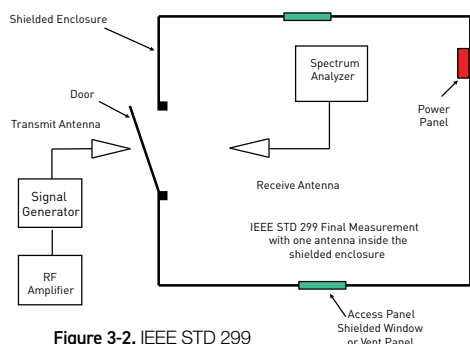 Shielded Enclosure
Door
Transmit Antenna
Signal
Generator
RF
Amplifier
Spectrum
Analyzer
Power
Panel
Receive Antenna
IEEE STD 299 Final Measurement
with one antenna inside the
shielded enclosure
Access Panel
Shielded Window
or Vent Panel
Figure 3-2. IEEE STD 299